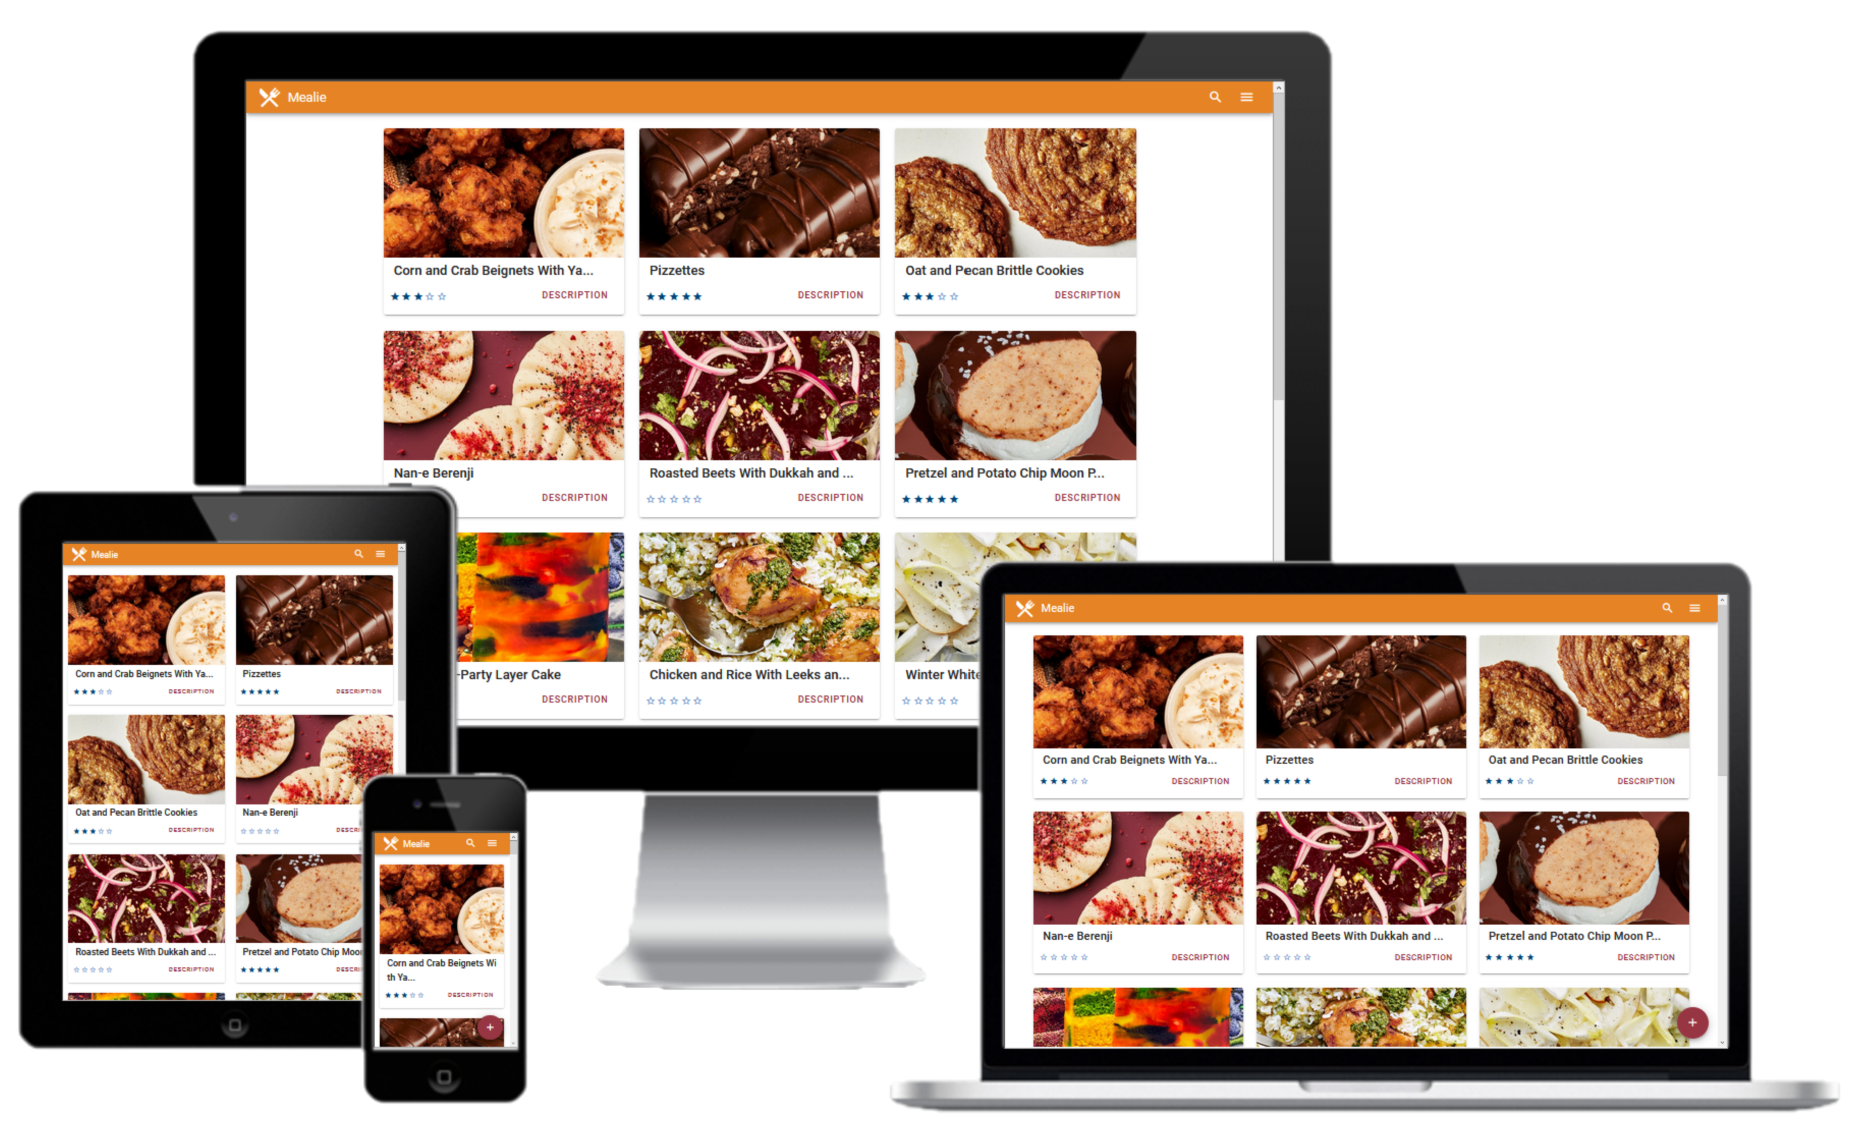 Mealie
Corn and Crab Beignets With Ya...
Pizzettes
Oat and Pecan Brittle Cookies
DESCRIPTION
DESCRIPTION
DESCRIPTION
Nan-e Berenji
Roasted Beets With Dukkah and ...
Pretzel and Potato Chip Moon P...
DESCRIPTION
DESCRIPTION
DESCRIPTION
-Party Layer Cake
Chicken and Rice With Leeks an...
Winter White
DESCRIPTION
DESCRIPTION
Mealie
Corn and Crab Beignets With Ya...
Pizzettes
DESCRIPTION
DESCRIPTION
Oat and Pecan Brittle Cookies
Nan-e Berenji
DESCRIPTION
DESCRI
Roasted Beets With Dukkah and ...
Pretzel and Potato Chip Moo
DESCRIPTION
DESCRI
Mealie
Corn and Crab Beignets Wi
th Ya...
DESCRIPTION
Mealie
Corn and Crab Beignets With Ya...
Pizzettes
Oat and Pecan Brittle Cookies
DESCRIPTION
DESCRIPTION
DESCRIPTION
Nan-e Berenji
Roasted Beets With Dukkah and ...
Pretzel and Potato Chip Moon P...
DESCRIPTION
DESCRIPTION
DESCRIPTION